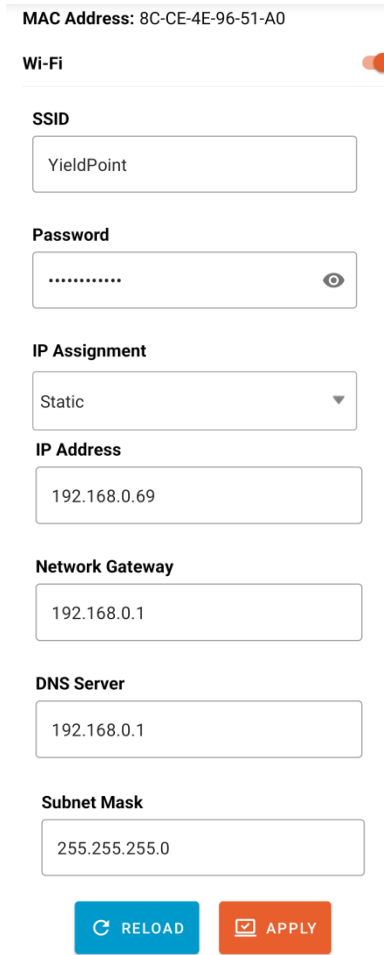 MAC Address: 8C-CE-4E-96-51-A0
Wi-Fi
SSID
YieldPoint
Password
••••••••••••
IP Assignment
Static
IP Address
192.168.0.69
Network Gateway
192.168.0.1
DNS Server
192.168.0.1
Subnet Mask
255.255.255.0
RELOAD APPLY